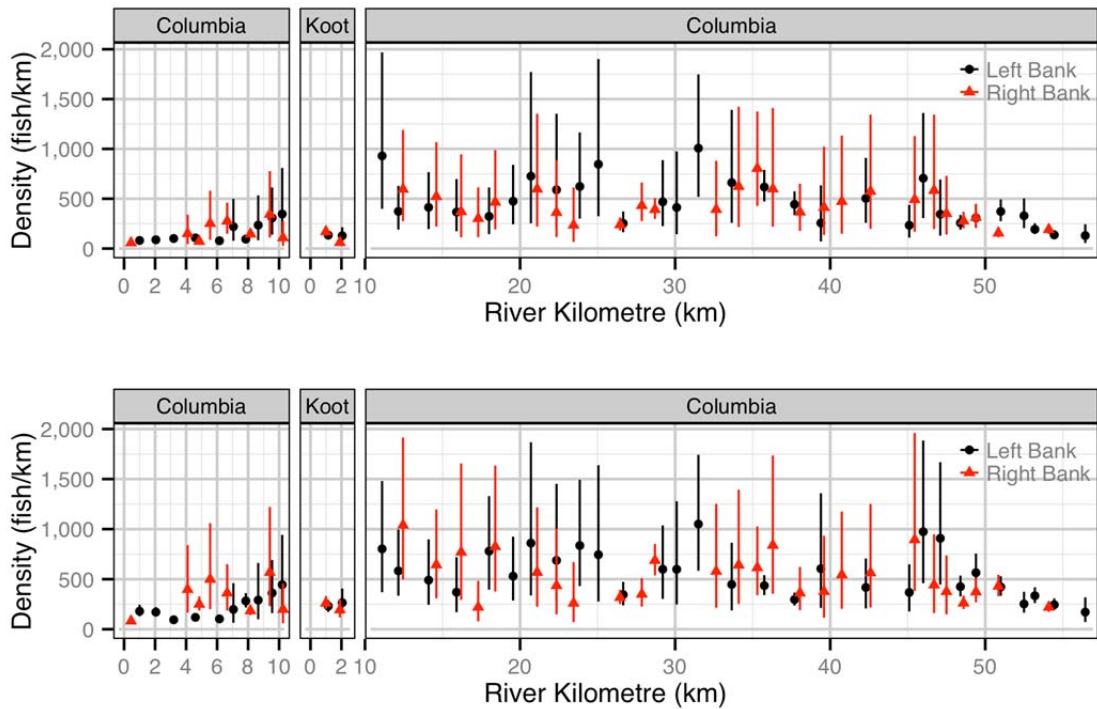 Columbia Koot Columbia
2,000
1,500
1,000
500
0
Density (fish/km)
Left Bank
Right Bank
0 2 4 6 8 10 0 2 10 20 30 40 50
River Kilometre (km)
Columbia Koot Columbia
2,000
1,500
1,000
500
0
Density (fish/km)
Left Bank
Right Bank
0 2 4 6 8 10 0 2 10 20 30 40 50
River Kilometre (km)